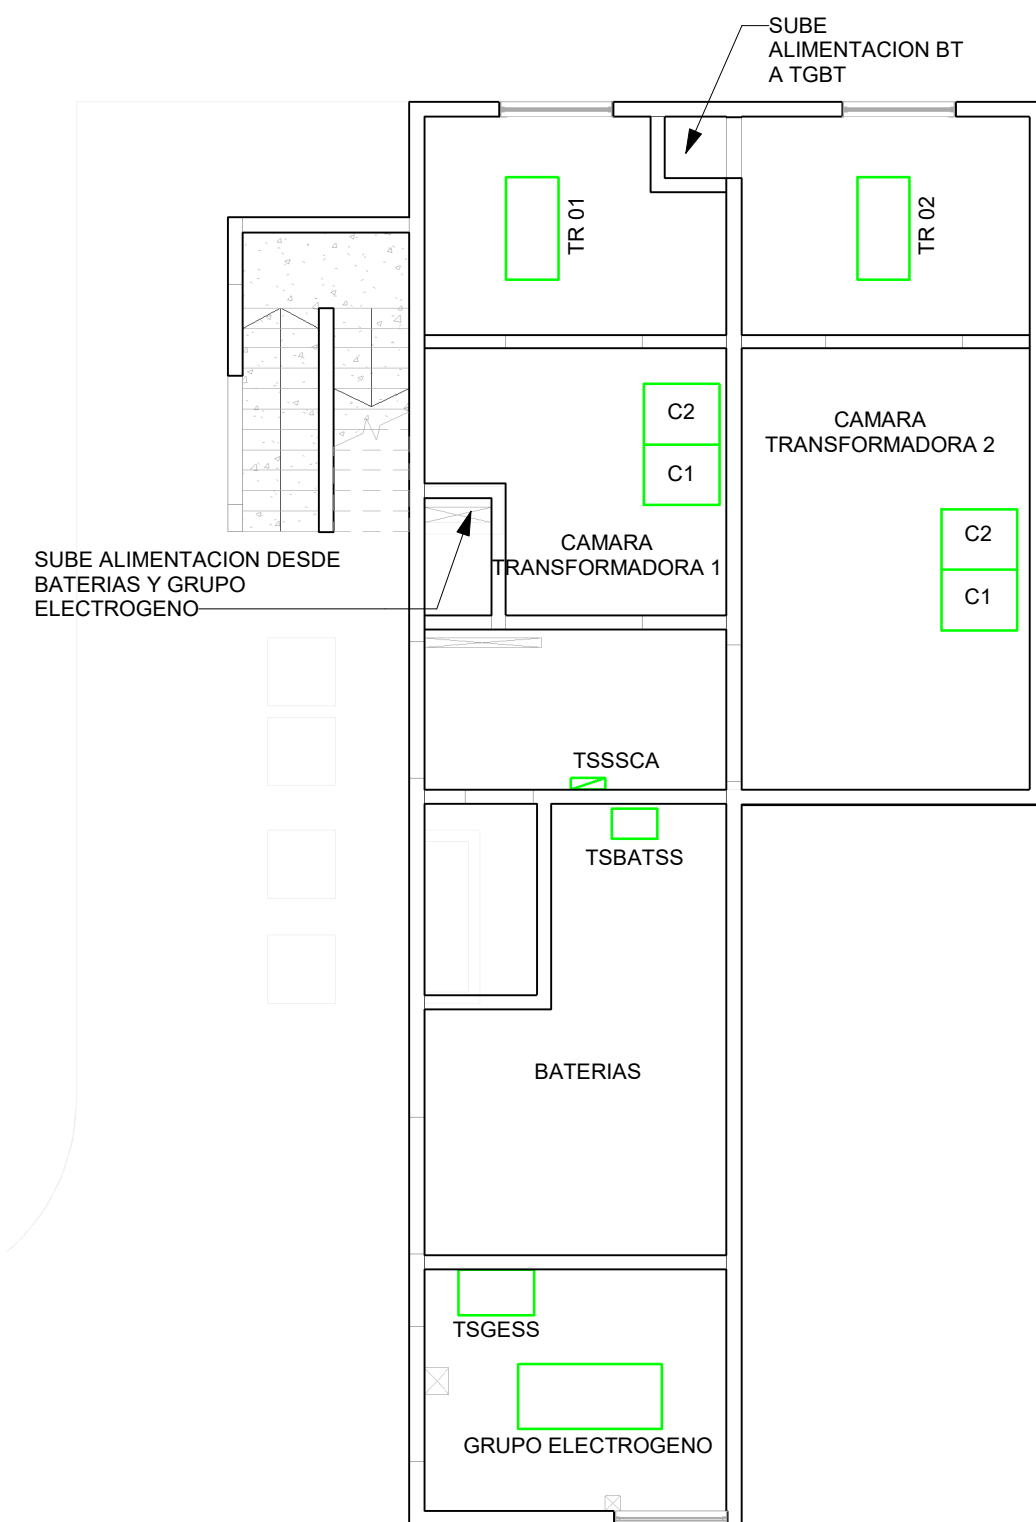 SUBE
ALIMENTACION BT
A TGBT
TR 01
TR 02
C2
C1
CAMARA
TRANSFORMADORA 2
C2
C1
CAMARA
TRANSFORMADORA 1
SUBE ALIMENTACION DESDE
BATERIAS Y GRUPO
ELECTROGENO
TSSSCA
TSBATSS
BATERIAS
TSGESS
GRUPO ELECTROGENO